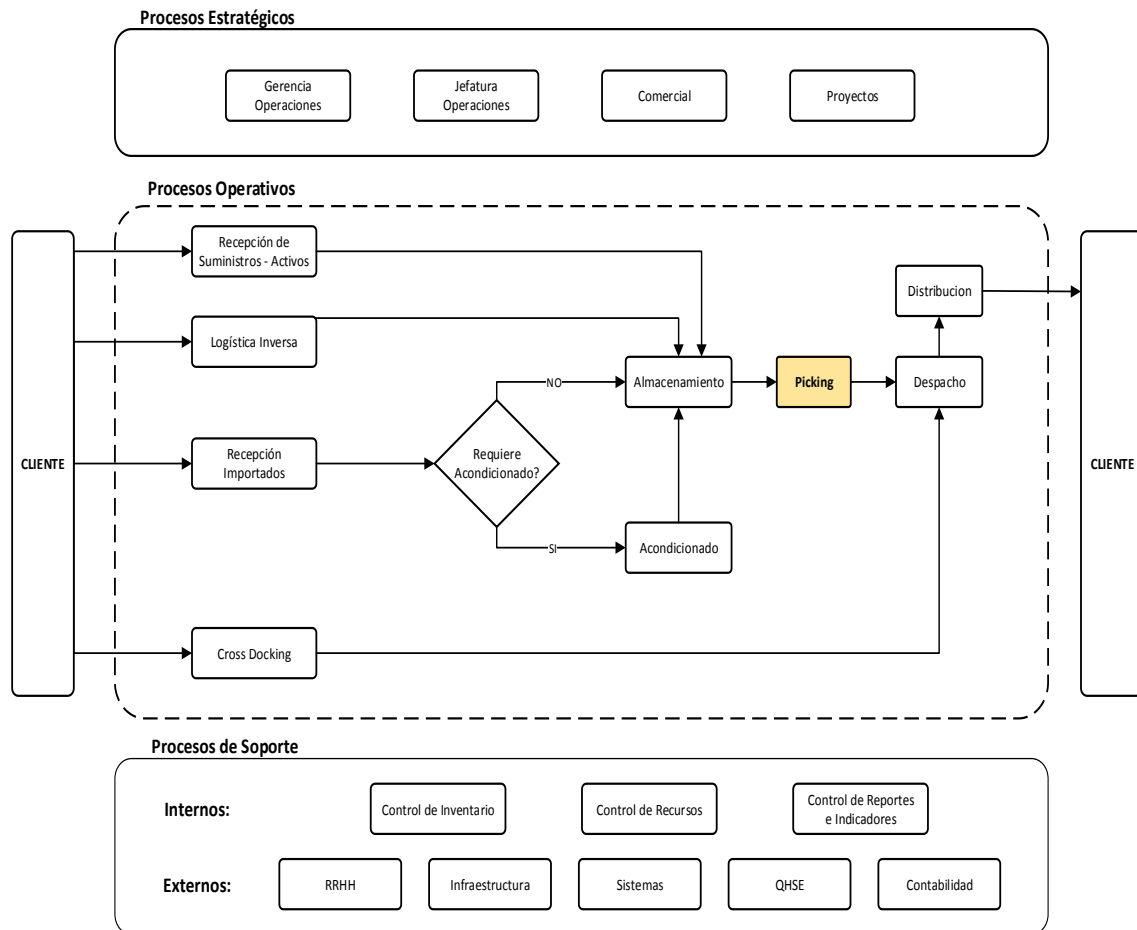 Procesos Estratégicos
Gerencia
Operaciones
Jefatura
Operaciones
Comercial
Proyectos
Procesos Operativos
CLIENTE
Recepción de
Suministros - Activos
Logística Inversa
Recepción
Importados
Cross Docking
Requiere
Acondicionado?
NO
SI
Almacenamiento
Acondicionado
Picking
Distribucion
Despacho
CLIENTE
Procesos de Soporte
Internos:
Control de Inventario
Control de Recursos
Control de Reportes
e Indicadores
Externos:
RRHH
Infraestructura
Sistemas
QHSE
Contabilidad